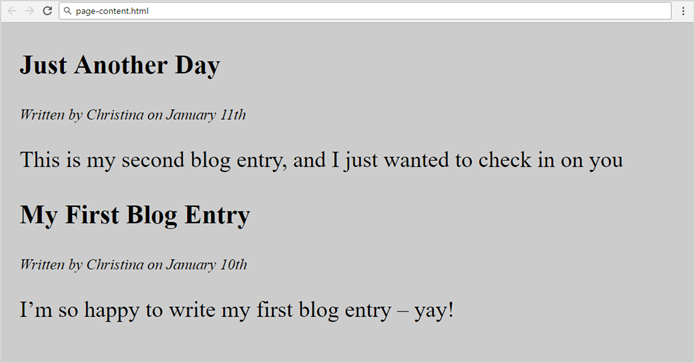 page-content.html
Just Another Day
Written by Christina on January 11th
This is my second blog entry, and I just wanted to check in on you
My First Blog Entry
Written by Christina on January 10th
I’m so happy to write my first blog entry – yay!